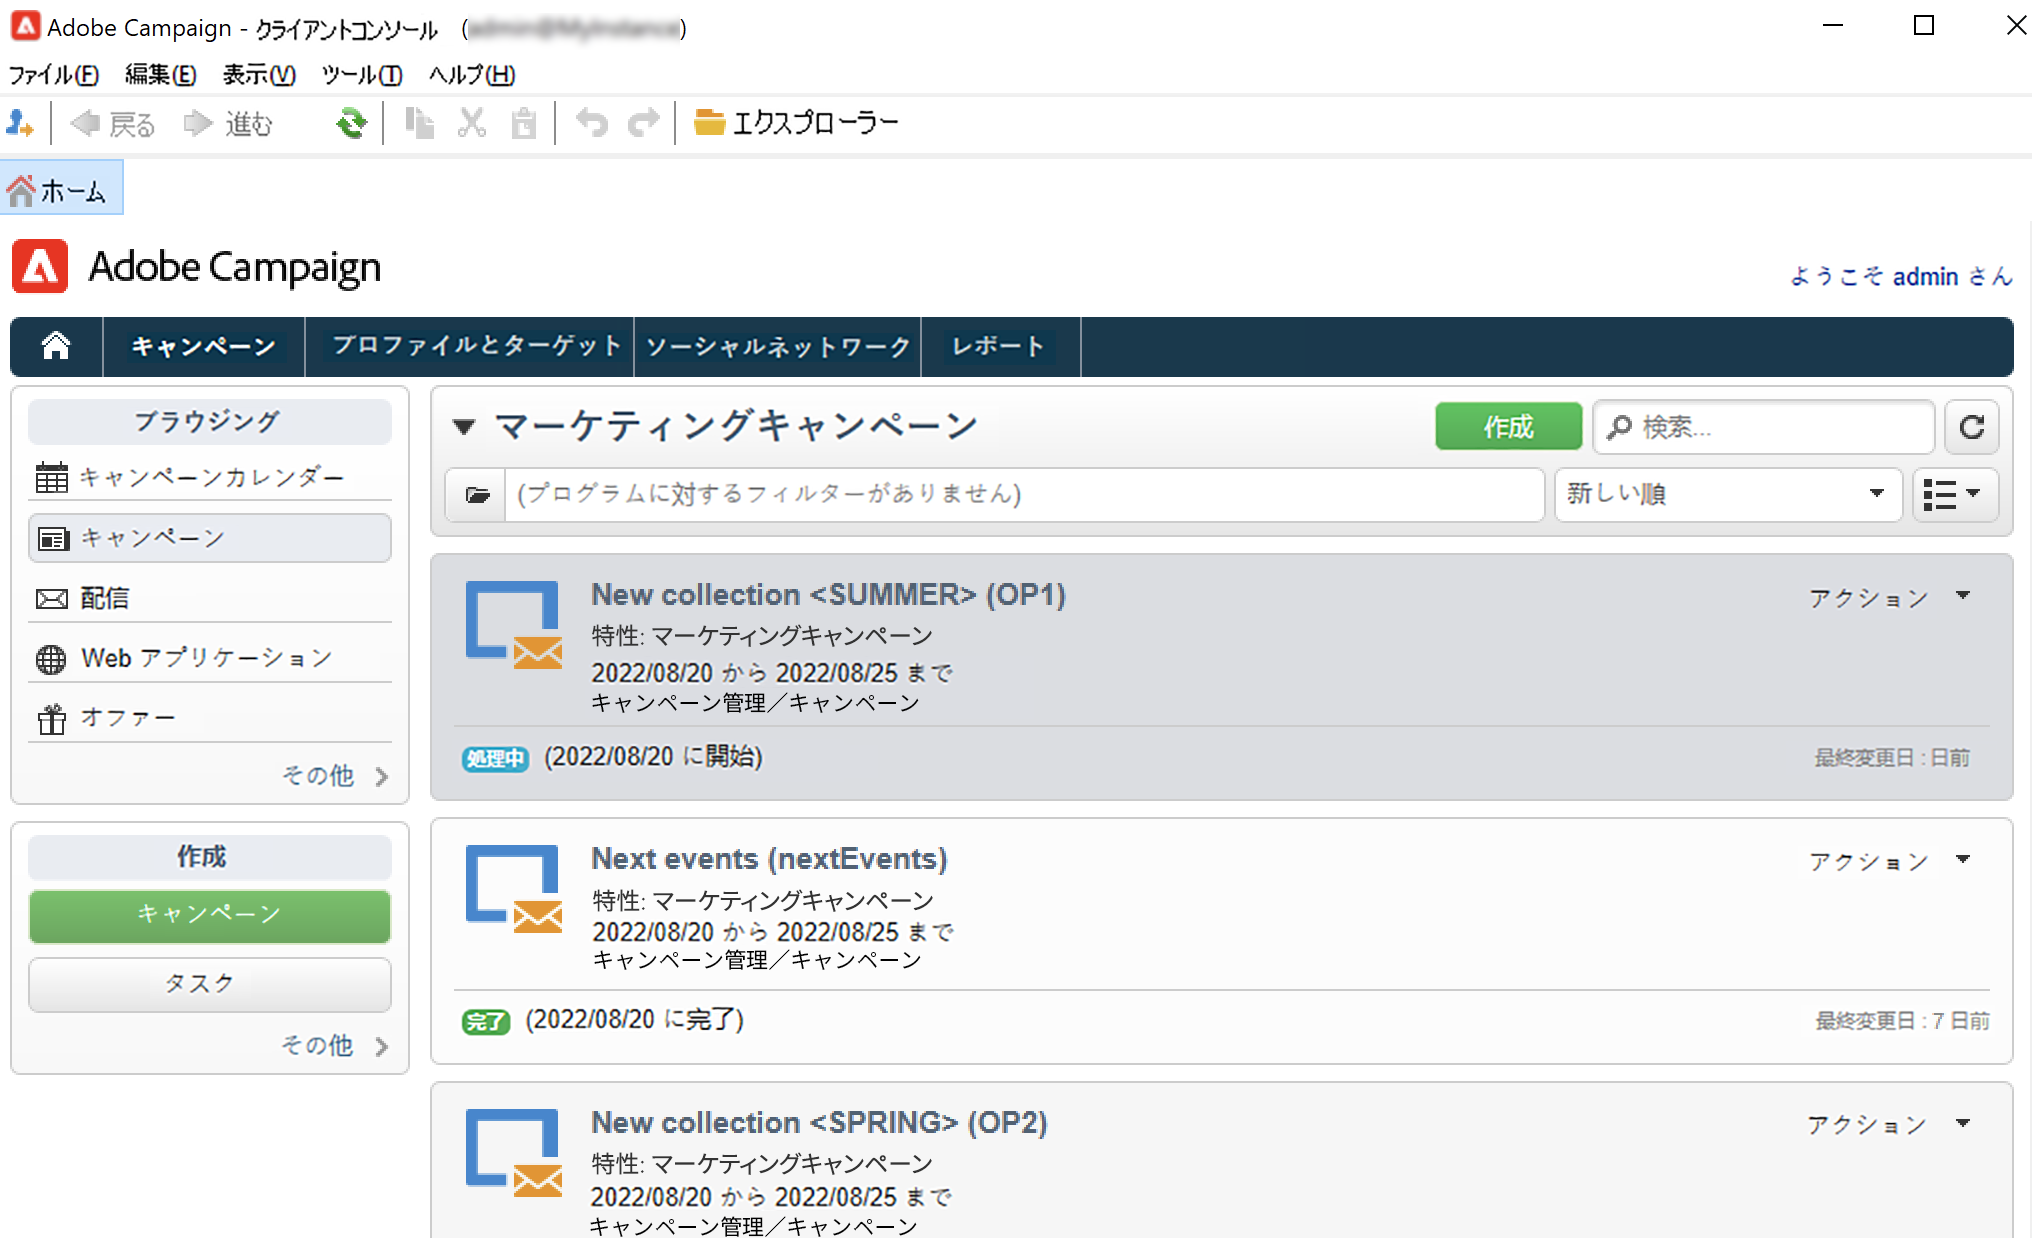 Adobe Campaign - クライアントコンソール
ファイル(F) 編集(E) 表示(V) ツール(T) ヘルプ(H)
戻る 進む エクスプローラー
ホーム
Adobe Campaign
ようこそ admin さん
キャンペーン プロファイルとターゲット ソーシャルネットワーク レポート
ブラウジング
キャンペーンカレンダー
キャンペーン
配信
Web アプリケーション
オファー
その他
作成
キャンペーン
タスク
その他
マーケティングキャンペーン
作成 検索...
(プログラムに対するフィルターがありません) 新しい順
New collection <SUMMER> (OP1) アクション
特性: マーケティングキャンペーン
2022/08/20 から 2022/08/25 まで
キャンペーン管理／キャンペーン
処理中 (2022/08/20 に開始) 最終変更日 : 日前
Next events (nextEvents) アクション
特性: マーケティングキャンペーン
2022/08/20 から 2022/08/25 まで
キャンペーン管理／キャンペーン
完了 (2022/08/20 に完了) 最終変更日 : 7 日前
New collection <SPRING> (OP2) アクション
特性: マーケティングキャンペーン
2022/08/20 から 2022/08/25 まで
キャンペーン管理／キャンペーン